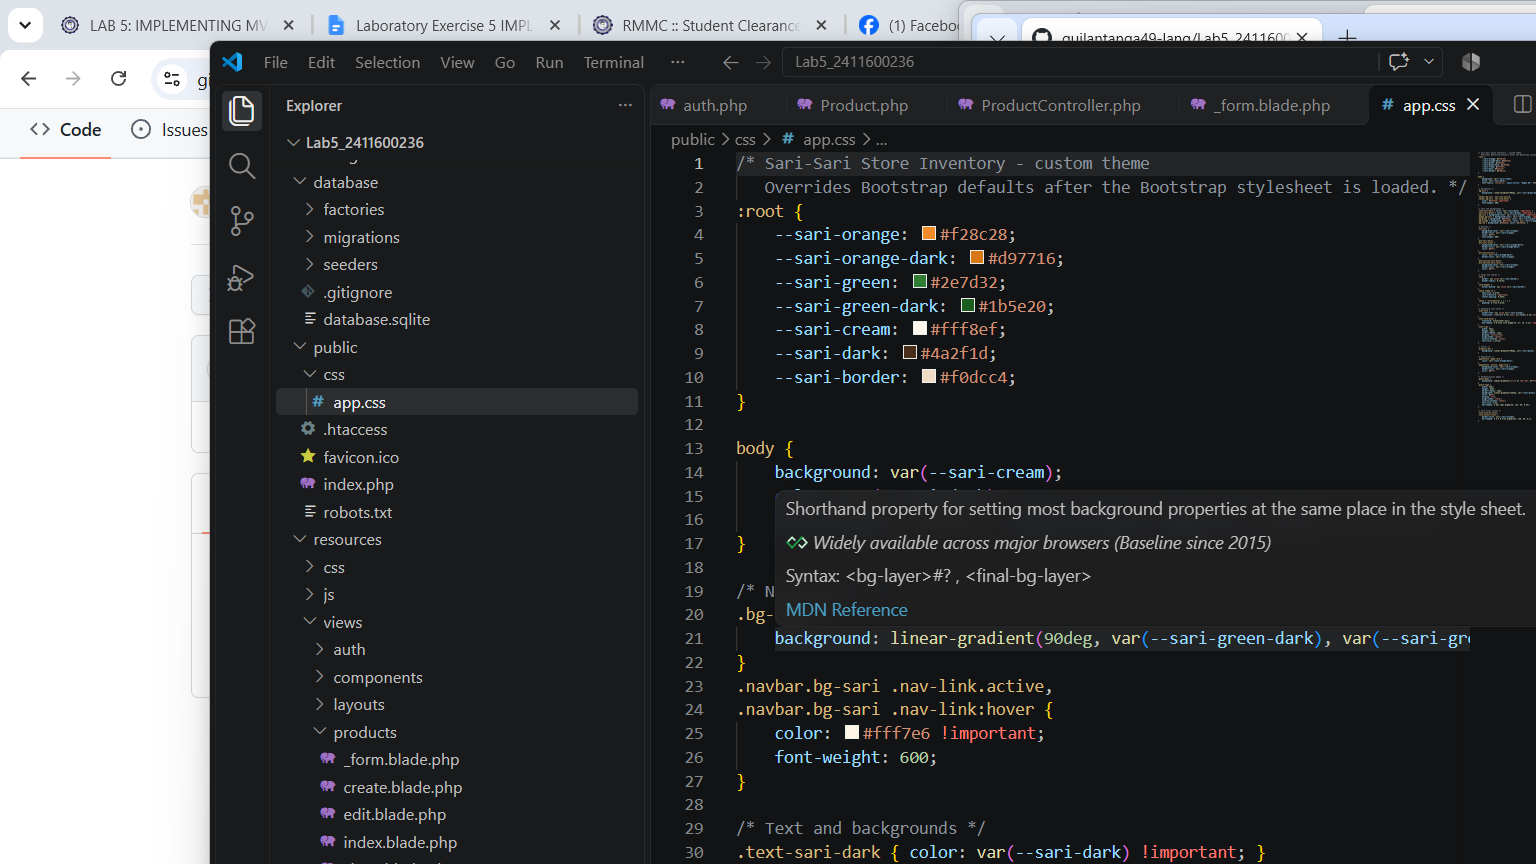 LAB 5: IMPLEMENTING MV
Laboratory Exercise 5 IMPL
RMMC :: Student Clearance
(1) Facebo
quilantanga49-lang/Lab5_2411600
Code
Issues
File Edit Selection View Go Run Terminal ...
Lab5_2411600236
Explorer
Lab5_2411600236
database
factories
migrations
seeders
.gitignore
database.sqlite
public
css
app.css
.htaccess
favicon.ico
index.php
robots.txt
resources
css
js
views
auth
components
layouts
products
_form.blade.php
create.blade.php
edit.blade.php
index.blade.php
auth.php Product.php ProductController.php _form.blade.php app.css
public > css > # app.css > ...
1 /* Sari-Sari Store Inventory - custom theme
2 Overrides Bootstrap defaults after the Bootstrap stylesheet is loaded. */
3 :root {
4 --sari-orange: #f28c28;
5 --sari-orange-dark: #d97716;
6 --sari-green: #2e7d32;
7 --sari-green-dark: #1b5e20;
8 --sari-cream: #fff8ef;
9 --sari-dark: #4a2f1d;
10 --sari-border: #f0dcc4;
11 }
12
13 body {
14 background: var(--sari-cream);
15
16
17 }
18
19 /* N
20 .bg-
Shorthand property for setting most background properties at the same place in the style sheet.
Widely available across major browsers (Baseline since 2015)
Syntax: <bg-layer>#? , <final-bg-layer>
MDN Reference
21 background: linear-gradient(90deg, var(--sari-green-dark), var(--sari-gre
22 }
23 .navbar.bg-sari .nav-link.active,
24 .navbar.bg-sari .nav-link:hover {
25 color: #fff7e6 !important;
26 font-weight: 600;
27 }
28
29 /* Text and backgrounds */
30 .text-sari-dark { color: var(--sari-dark) !important; }